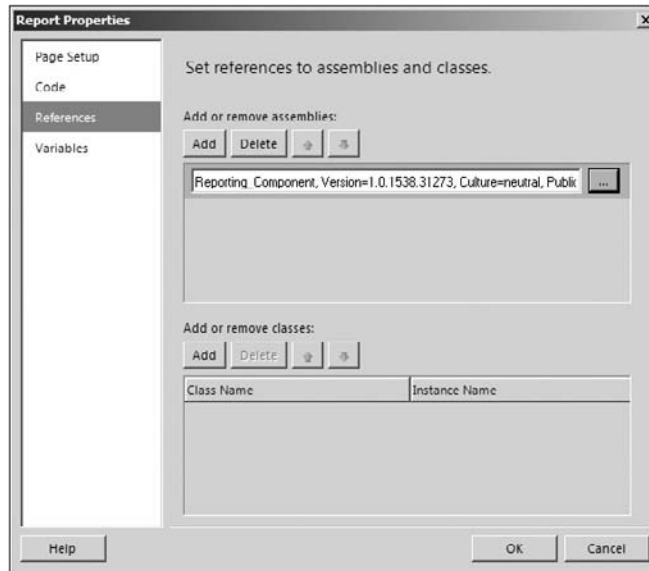 Report Properties
Page Setup
Code
References
Variables
Set references to assemblies and classes.
Add or remove assemblies:
Add Delete
Reporting_Component, Version=1.0.1538.31273, Culture=neutral, Public
...
Add or remove classes:
Add Delete
Class Name Instance Name
Help OK Cancel